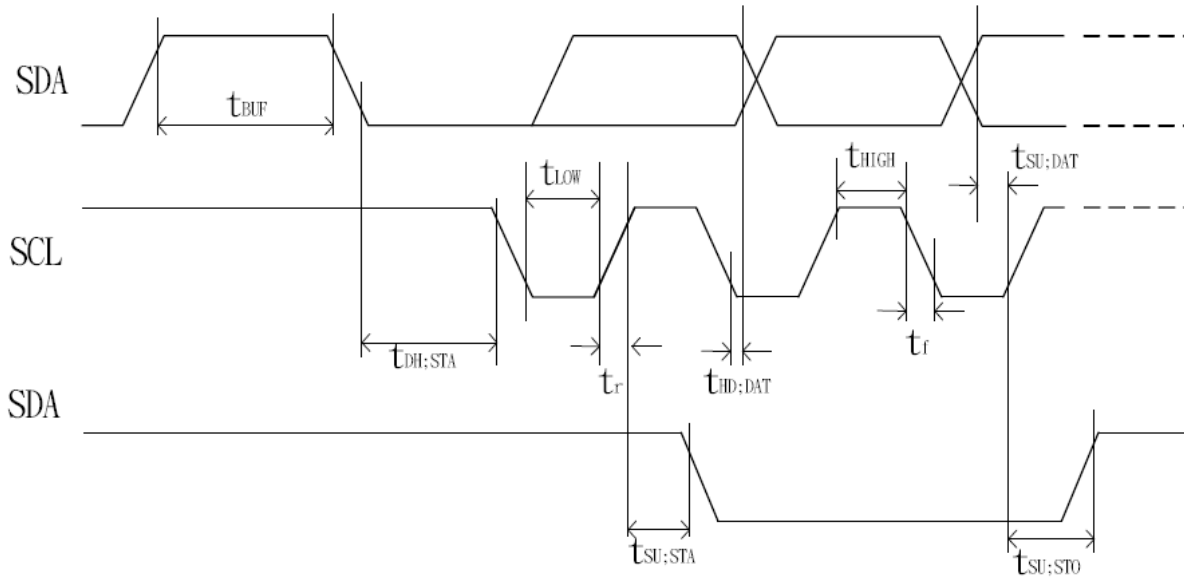 SDA
tBUF
tLOW
tHIGH
tSU;DAT
SCL
tDH;STA
tr
tHD;DAT
tf
SDA
tSU;STA
tSU;STO